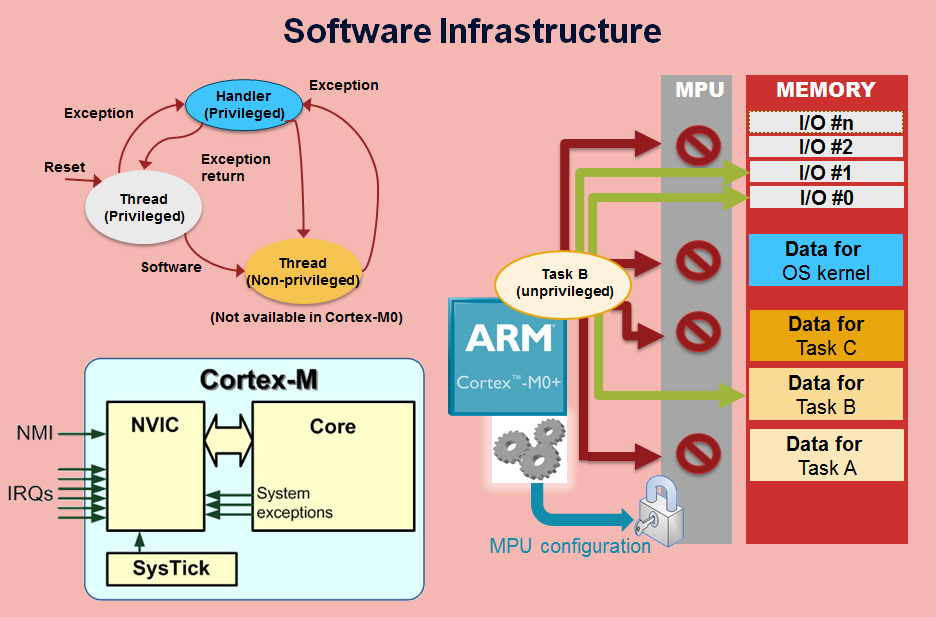 Software Infrastructure
Exception
Handler
(Privileged)
Exception
Reset
Exception
return
Thread
(Privileged)
Software
Thread
(Non-privileged)
(Not available in Cortex-M0)
Cortex-M
NMI
IRQs
NVIC
Core
System
exceptions
SysTick
MPU
MEMORY
I/O #n
I/O #2
I/O #1
I/O #0
Data for
OS kernel
Data for
Task C
Data for
Task B
Data for
Task A
Task B
(unprivileged)
ARM
Cortex™-M0+
MPU configuration